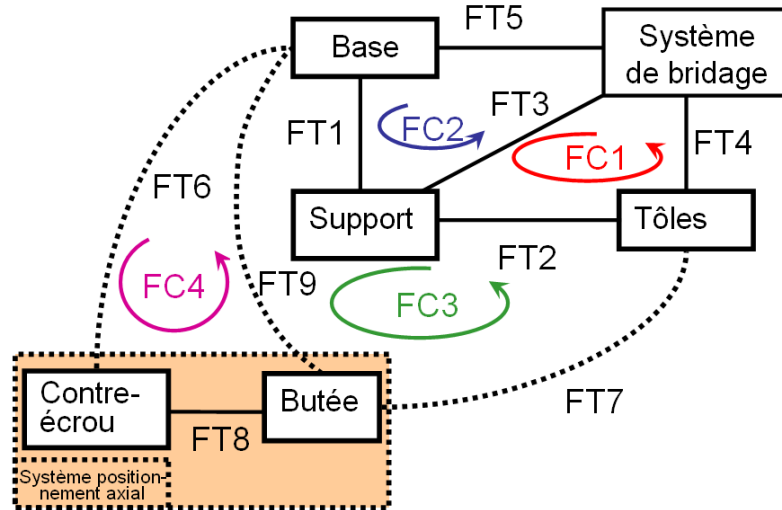 Base
FT5
Système
de bridage
FT1
FC2
FT3
FC1
FT4
FT6
Support
Tôles
FT2
FC4
FT9
FC3
Contre-
écrou
FT8
Butée
FT7
Système position-
nement axial